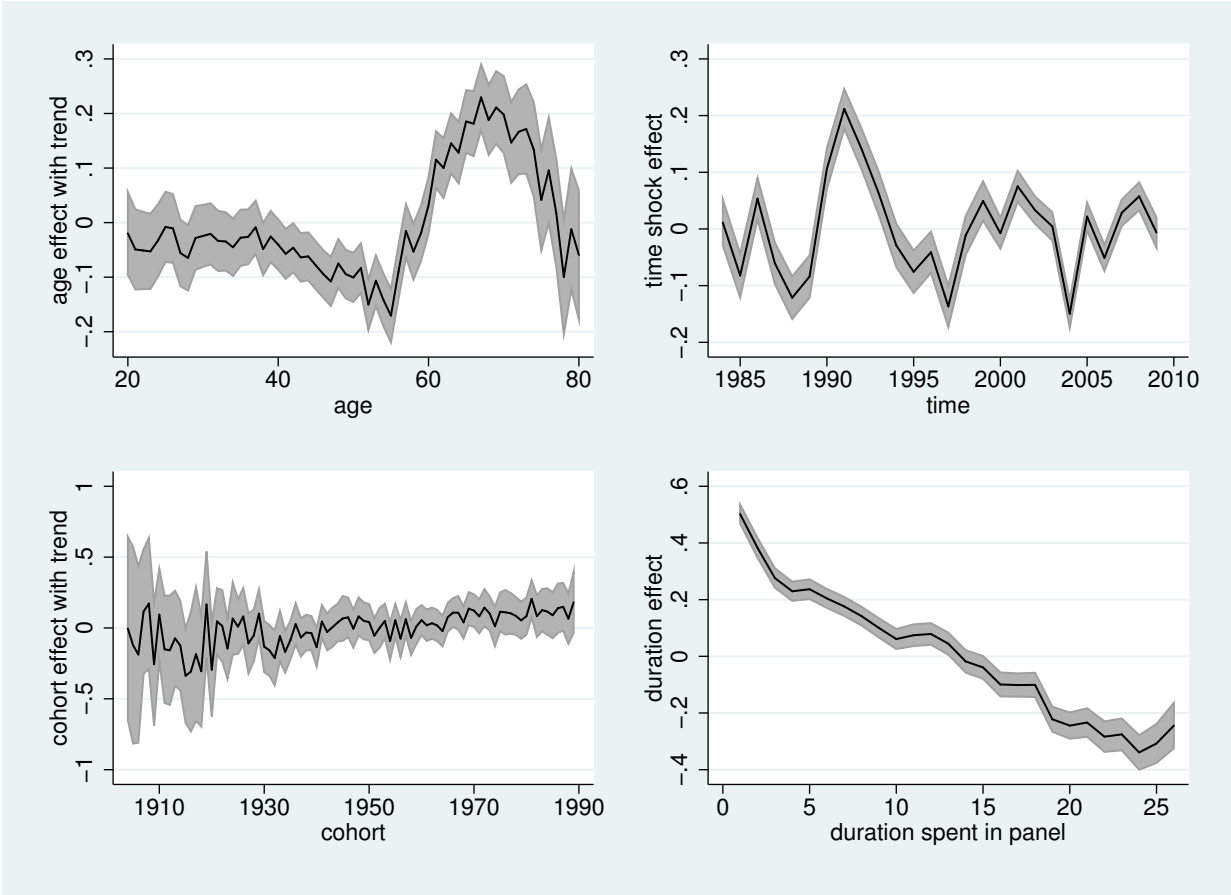 age effect with trend
.3
.2
.1
0
−.1
−.2
20 40 60 80
age
time shock effect
.3
.2
.1
0
−.1
−.2
1985 1990 1995 2000 2005 2010
time
cohort effect with trend
1
.5
0
−.5
−1
1910 1930 1950 1970 1990
cohort
duration effect
.6
.4
.2
0
−.2
−.4
0 5 10 15 20 25
duration spent in panel